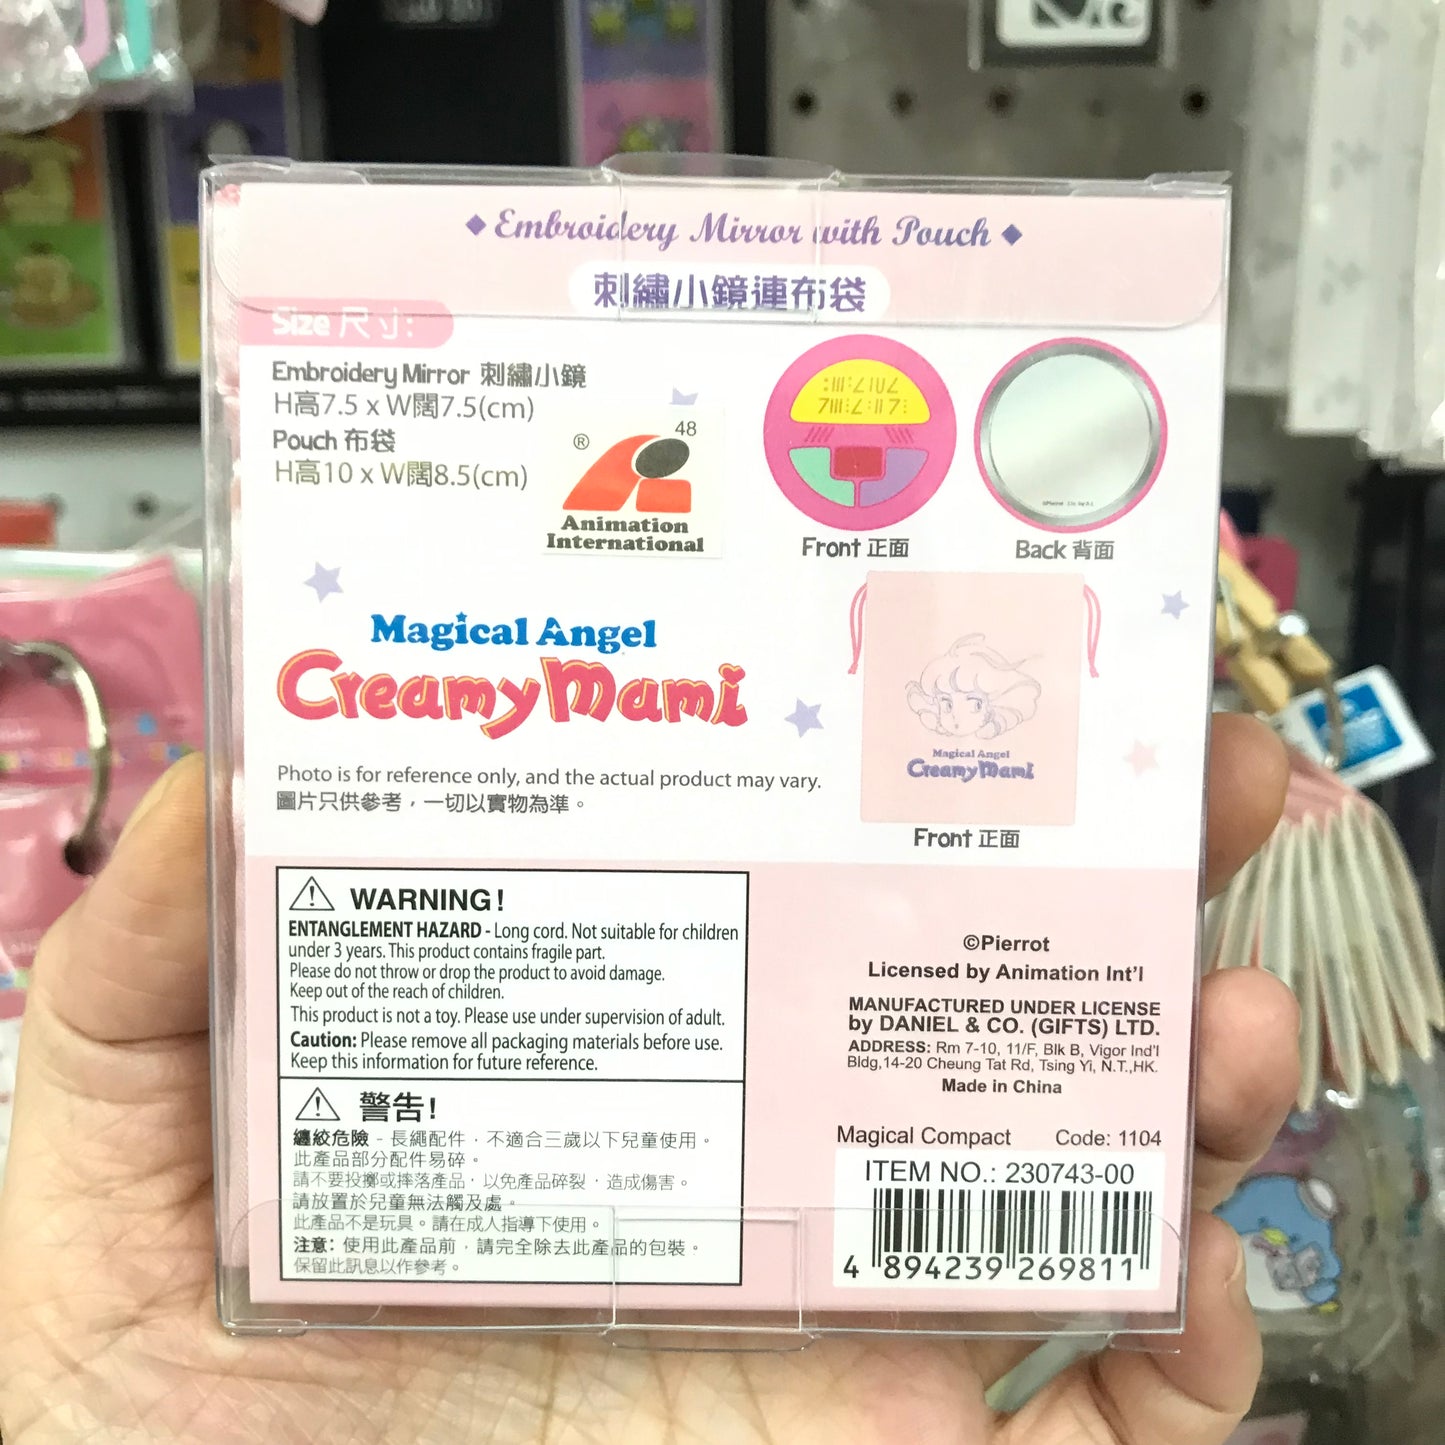 Embroidery Mirror with Pouch
刺繡小鏡連布袋
Size 尺寸:
Embroidery Mirror 刺繡小鏡
H高7.5 x W闊7.5(cm)
Pouch 布袋
H高10 x W闊8.5(cm)
® 48
Animation
International
Front 正面
Back 背面
Magical Angel
Creamy Mami
Magical Angel
Creamy Mami
Front 正面
Photo is for reference only, and the actual product may vary.
圖片只供參考，一切以實物為準。
WARNING!
ENTANGLEMENT HAZARD - Long cord. Not suitable for children
under 3 years. This product contains fragile part.
Please do not throw or drop the product to avoid damage.
Keep out of the reach of children.
This product is not a toy. Please use under supervision of adult.
Caution: Please remove all packaging materials before use.
Keep this information for future reference.
警告!
纏絞危險 - 長繩配件，不適合三歲以下兒童使用。
此產品部分配件易碎。
請不要投擲或摔落產品，以免產品碎裂，造成傷害。
請放置於兒童無法觸及處。
此產品不是玩具。請在成人指導下使用。
注意: 使用此產品前，請完全除去此產品的包裝。
保留此訊息以作參考。
©Pierrot
Licensed by Animation Int'l
MANUFACTURED UNDER LICENSE
by DANIEL & CO. (GIFTS) LTD.
ADDRESS: Rm 7-10, 11/F, Blk B, Vigor Ind'l
Bldg,14-20 Cheung Tat Rd, Tsing Yi, N.T.,HK.
Made in China
Magical Compact Code: 1104
ITEM NO.: 230743-00
4 894239 269811